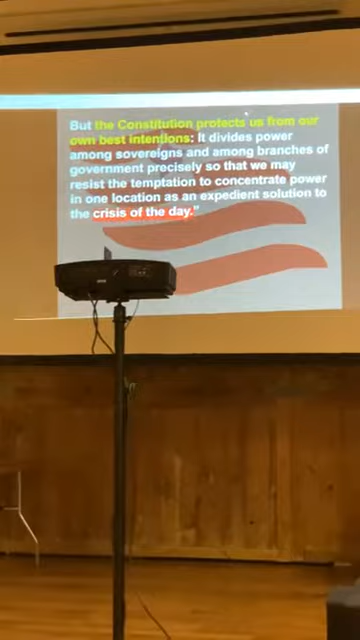 But the Constitution protects us from our
own best intentions: It divides power
among sovereigns and among branches of
government precisely so that we may
resist the temptation to concentrate power
in one location as an expedient solution to
the crisis of the day."